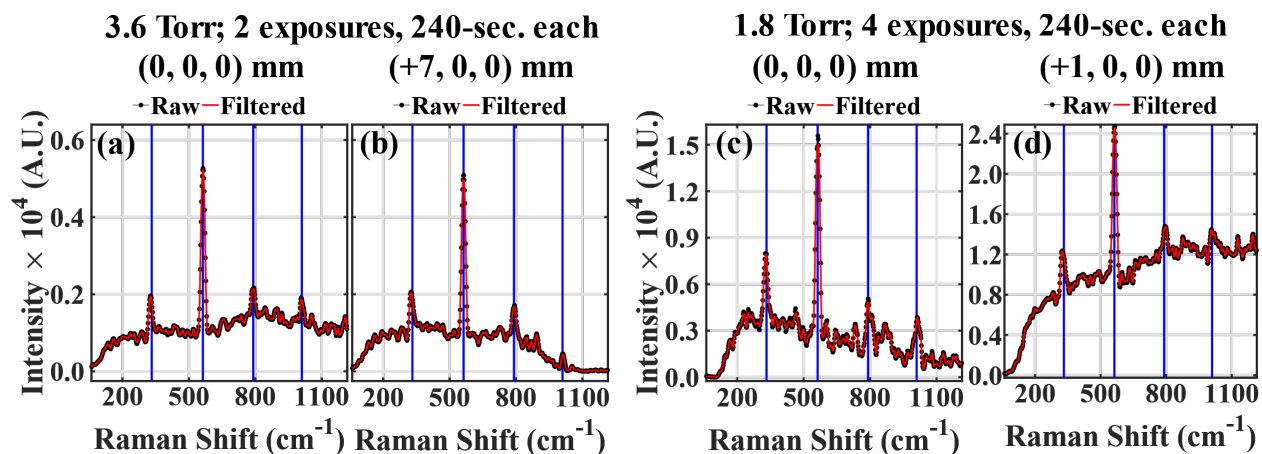 3.6 Torr; 2 exposures, 240-sec. each
(0, 0, 0) mm
(+7, 0, 0) mm
Raw Filtered
Raw Filtered
Intensity × 10⁴ (A.U.)
0.6
0.4
0.2
0.0
(a)
(b)
200 500 800 1100
200 500 800 1100
Raman Shift (cm⁻¹)
Raman Shift (cm⁻¹)
1.8 Torr; 4 exposures, 240-sec. each
(0, 0, 0) mm
(+1, 0, 0) mm
Raw Filtered
Raw Filtered
Intensity × 10⁴ (A.U.)
1.5
1.2
0.9
0.6
0.3
0.0
(c)
2.4
2.0
1.6
1.2
0.8
0.4
0.0
(d)
200 500 800 1100
200 500 800 1100
Raman Shift (cm⁻¹)
Raman Shift (cm⁻¹)